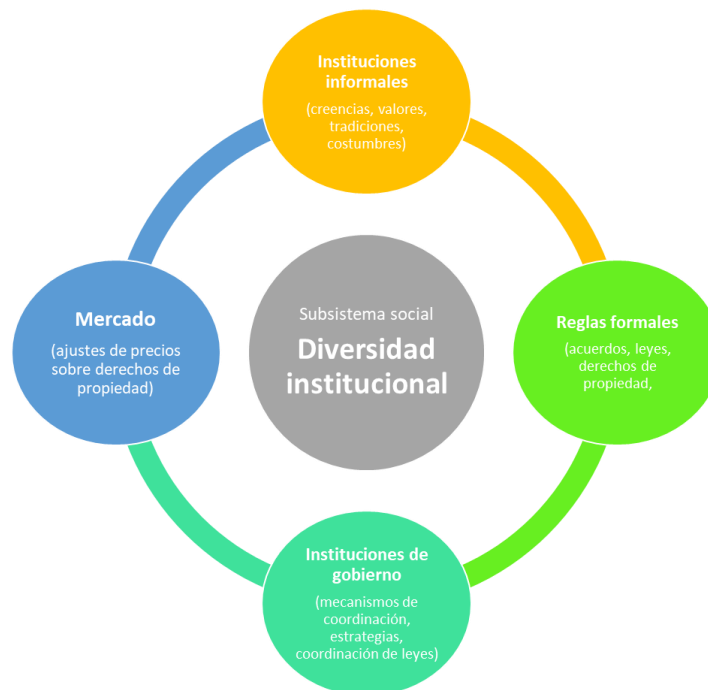 Instituciones
informales
(creencias, valores,
tradiciones,
costumbres)
Subsistema social
Diversidad
institucional
Mercado
(ajustes de precios
sobre derechos de
propiedad)
Reglas formales
(acuerdos, leyes,
derechos de
propiedad,
Instituciones de
gobierno
(mecanismos de
coordinación,
estrategias,
coordinación de leyes)